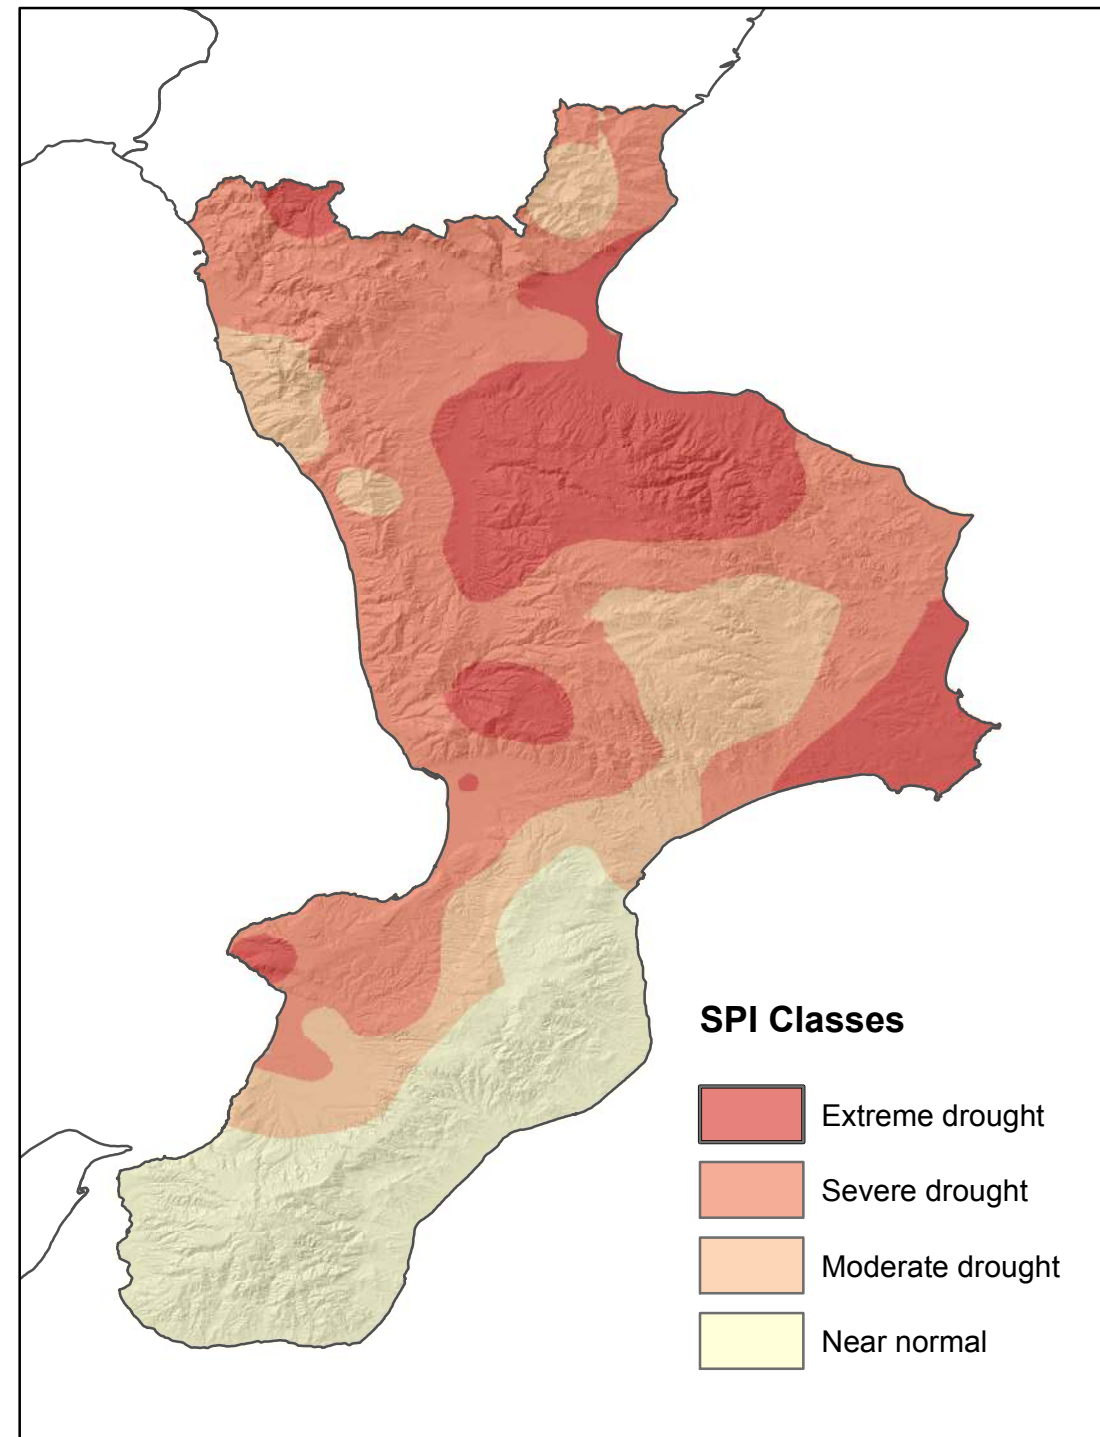 SPI Classes
Extreme drought
Severe drought
Moderate drought
Near normal